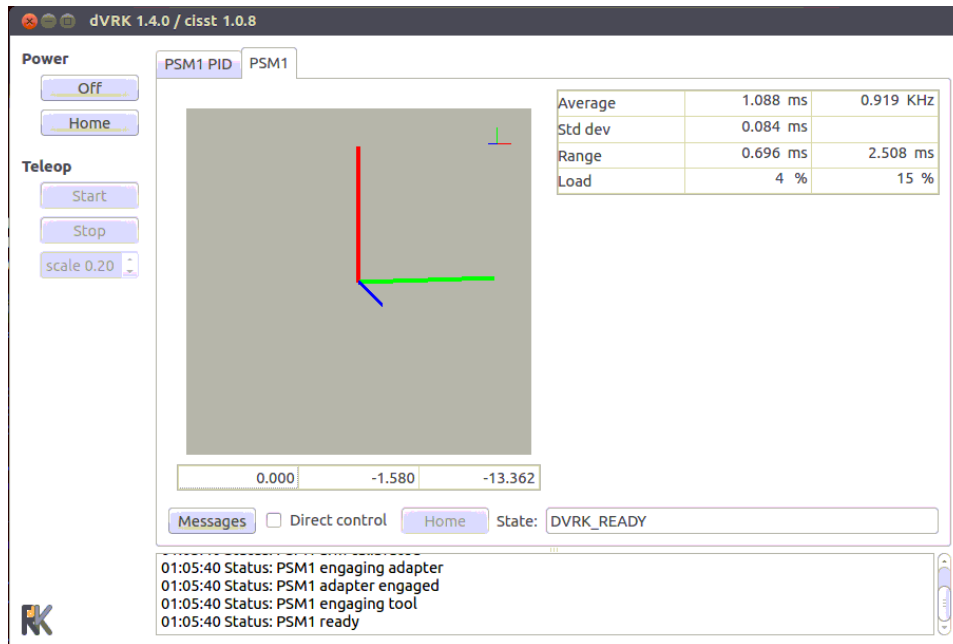 dVRK 1.4.0 / cisst 1.0.8
Power
Off
Home
Teleop
Start
Stop
scale 0.20
PSM1 PID PSM1
Average 1.088 ms 0.919 KHz
Std dev 0.084 ms
Range 0.696 ms 2.508 ms
Load 4 % 15 %
0.000 -1.580 -13.362
Messages Direct control Home State: DVRK_READY
01:05:40 Status: PSM1 engaging adapter
01:05:40 Status: PSM1 adapter engaged
01:05:40 Status: PSM1 engaging tool
01:05:40 Status: PSM1 ready